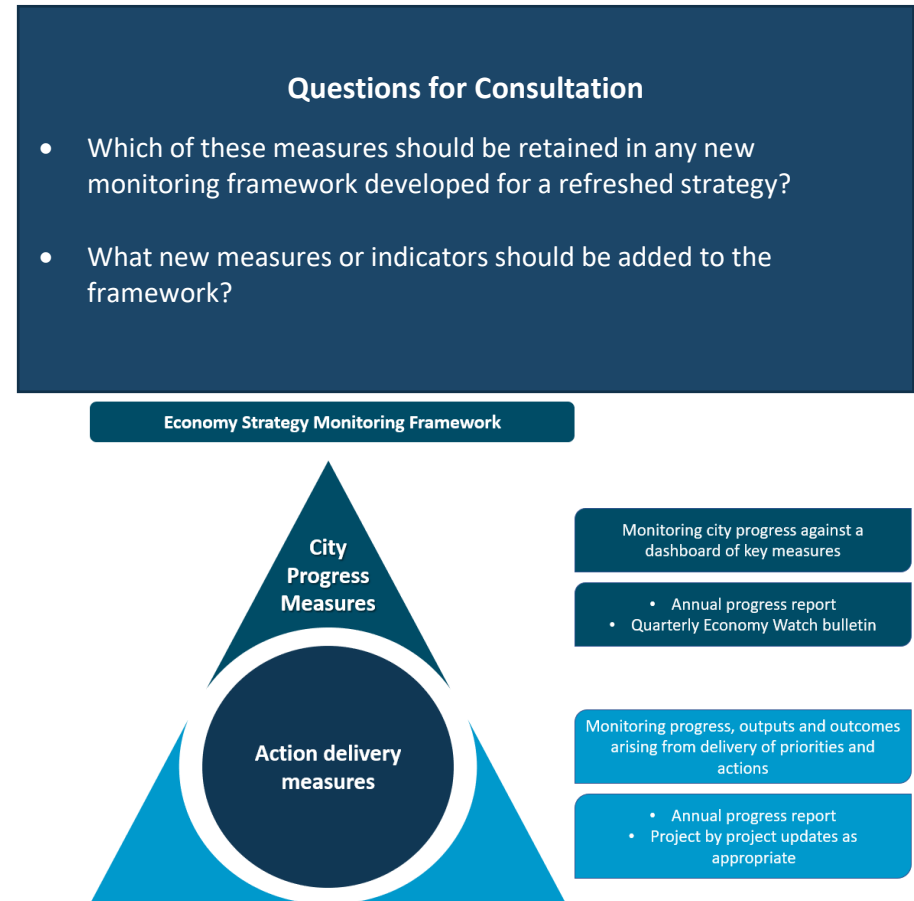 Questions for Consultation
• Which of these measures should be retained in any new
monitoring framework developed for a refreshed strategy?
• What new measures or indicators should be added to the
framework?
Economy Strategy Monitoring Framework
City
Progress
Measures
Monitoring city progress against a
dashboard of key measures
• Annual progress report
• Quarterly Economy Watch bulletin
Action delivery
measures
Monitoring progress, outputs and outcomes
arising from delivery of priorities and
actions
• Annual progress report
• Project by project updates as
appropriate